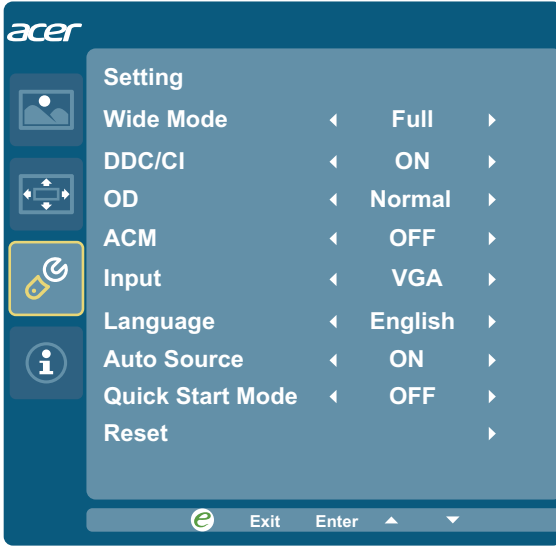 acer
Setting
Wide Mode Full
DDC/CI ON
OD Normal
ACM OFF
Input VGA
Language English
Auto Source ON
Quick Start Mode OFF
Reset
e Exit Enter